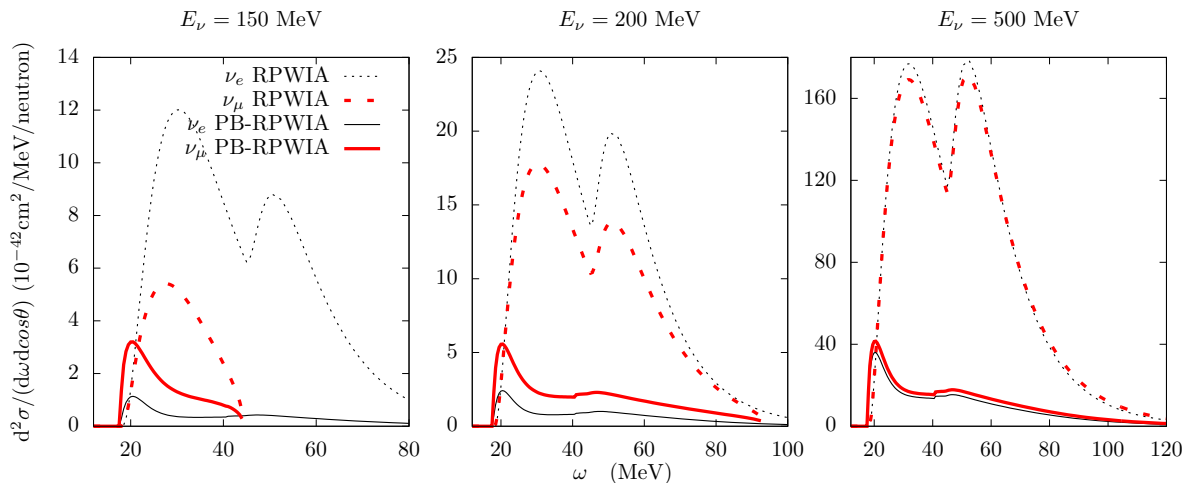 E_ν = 150 MeV
E_ν = 200 MeV
E_ν = 500 MeV
d²σ/(dωdcosθ) (10⁻⁴²cm²/MeV/neutron)
ν_e RPWIA
ν_μ RPWIA
ν_e PB-RPWIA
ν_μ PB-RPWIA
14
12
10
8
6
4
2
0
20 40 60 80
25
20
15
10
5
0
20 40 60 80 100
160
120
80
40
0
20 40 60 80 100 120
ω (MeV)